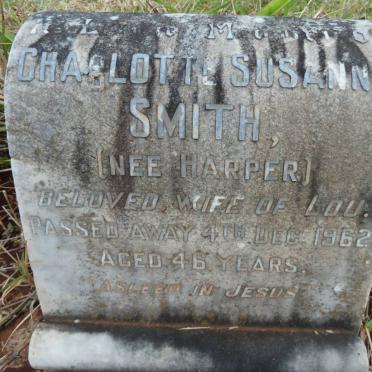 CHARLOTTE SUSANN
SMITH,
(NEE HARPER)
BELOVED WIFE OF LOU.
PASSED AWAY 4TH DEC. 1962
AGED 46 YEARS.
"ASLEEP IN JESUS"